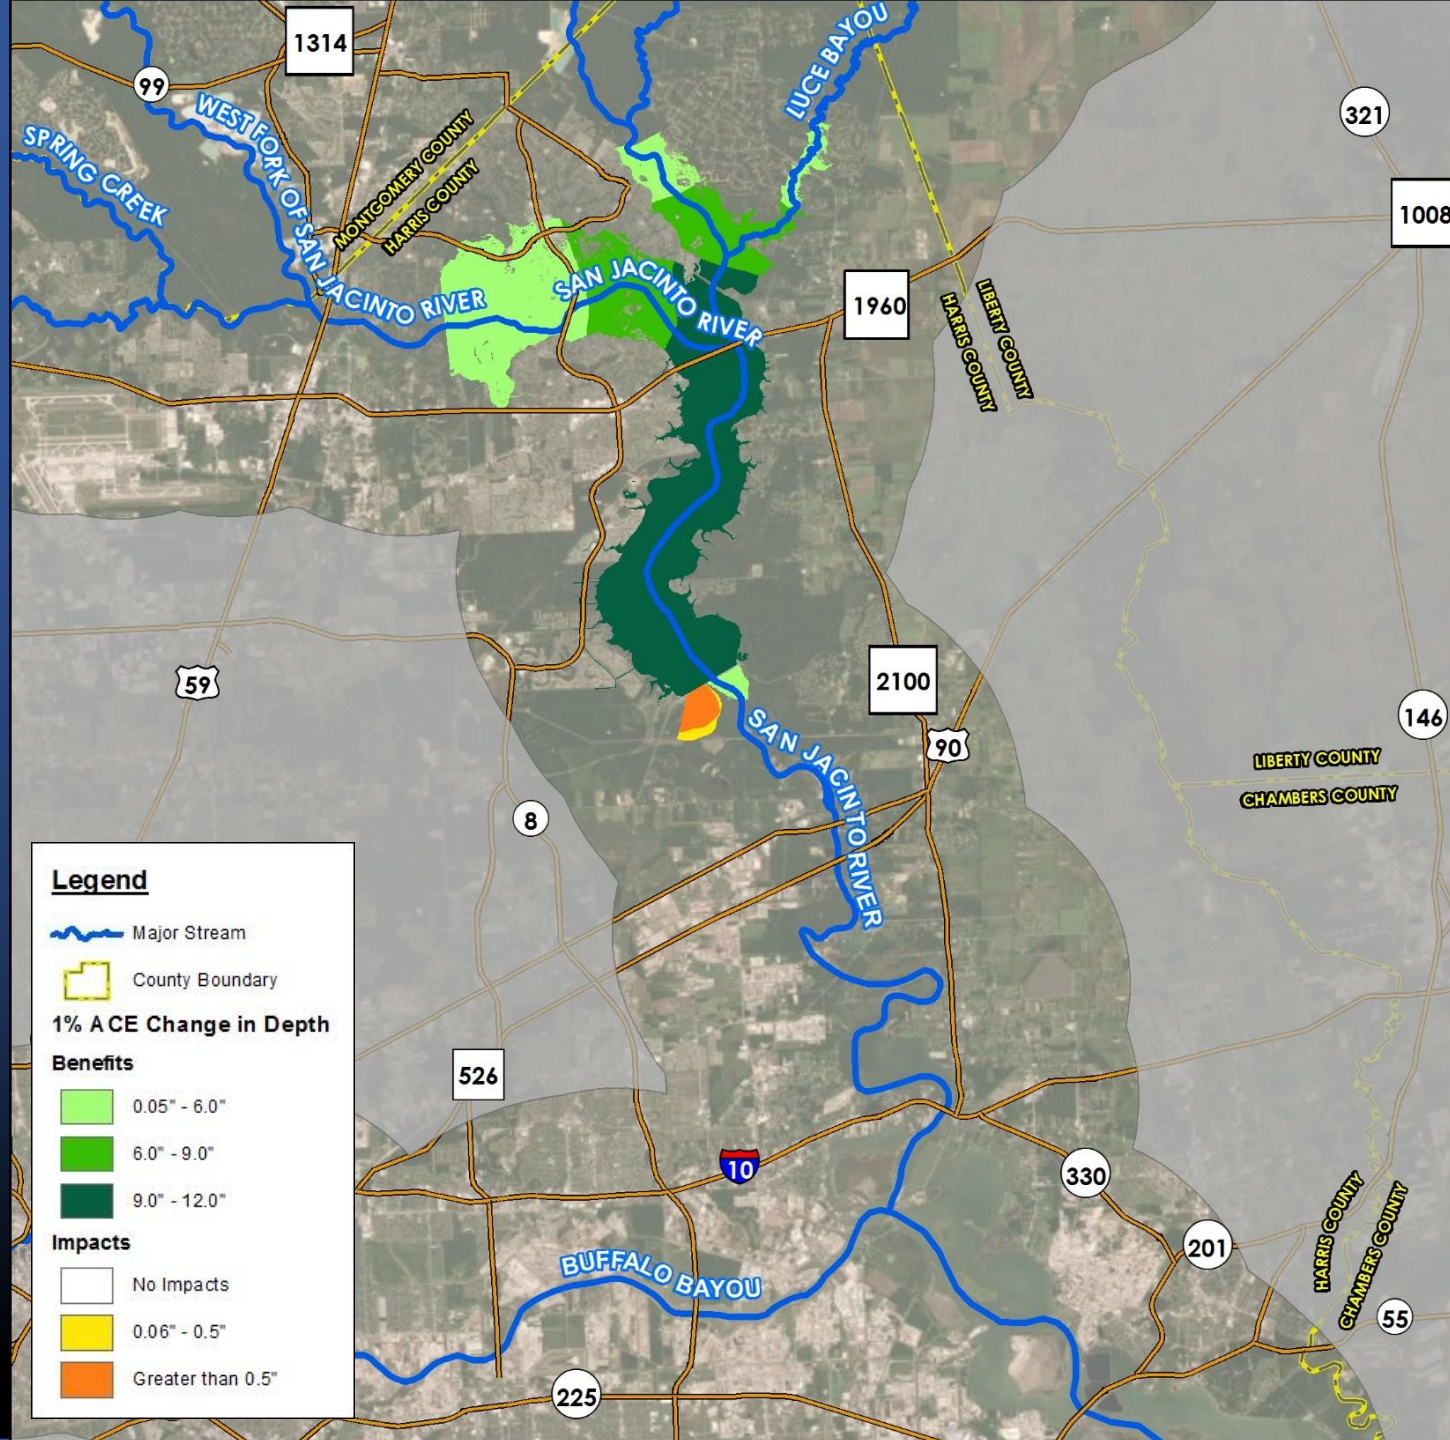 1314
99
LUCE BAYOU
321
WEST FORK OF SAN JACINTO RIVER
SPRING CREEK
MONTGOMERY COUNTY
HARRIS COUNTY
1008
SAN JACINTO RIVER
1960
LIBERTY COUNTY
HARRIS COUNTY
59
2100
146
90
SAN JACINTO RIVER
LIBERTY COUNTY
CHAMBERS COUNTY
8
526
10
330
201
HARRIS COUNTY
CHAMBERS COUNTY
55
BUFFALO BAYOU
225
Legend
Major Stream
County Boundary
1% ACE Change in Depth
Benefits
0.05" - 6.0"
6.0" - 9.0"
9.0" - 12.0"
Impacts
No Impacts
0.06" - 0.5"
Greater than 0.5"